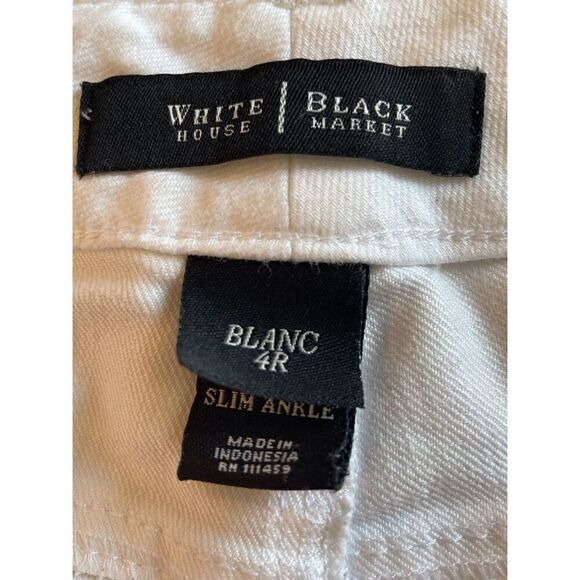 WHITE | BLACK
HOUSE MARKET
BLANC
4R
SLIM ANKLE
MADE IN
INDONESIA
RN 111459